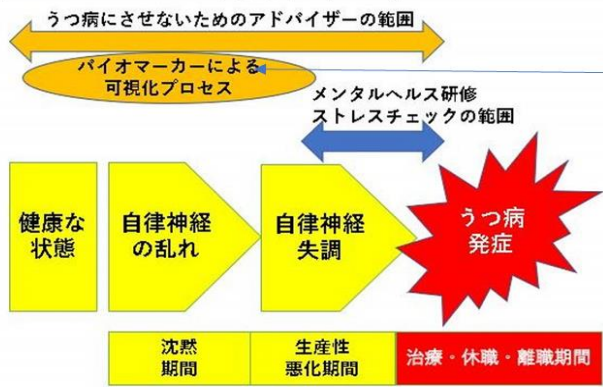 うつ病にさせないためのアドバイザーの範囲
バイオマーカーによる
可視化プロセス
メンタルヘルス研修
ストレスチェックの範囲
健康な
状態
自律神経
の乱れ
自律神経
失調
うつ病
発症
沈黙
期間
生産性
悪化期間
治療・休職・離職期間